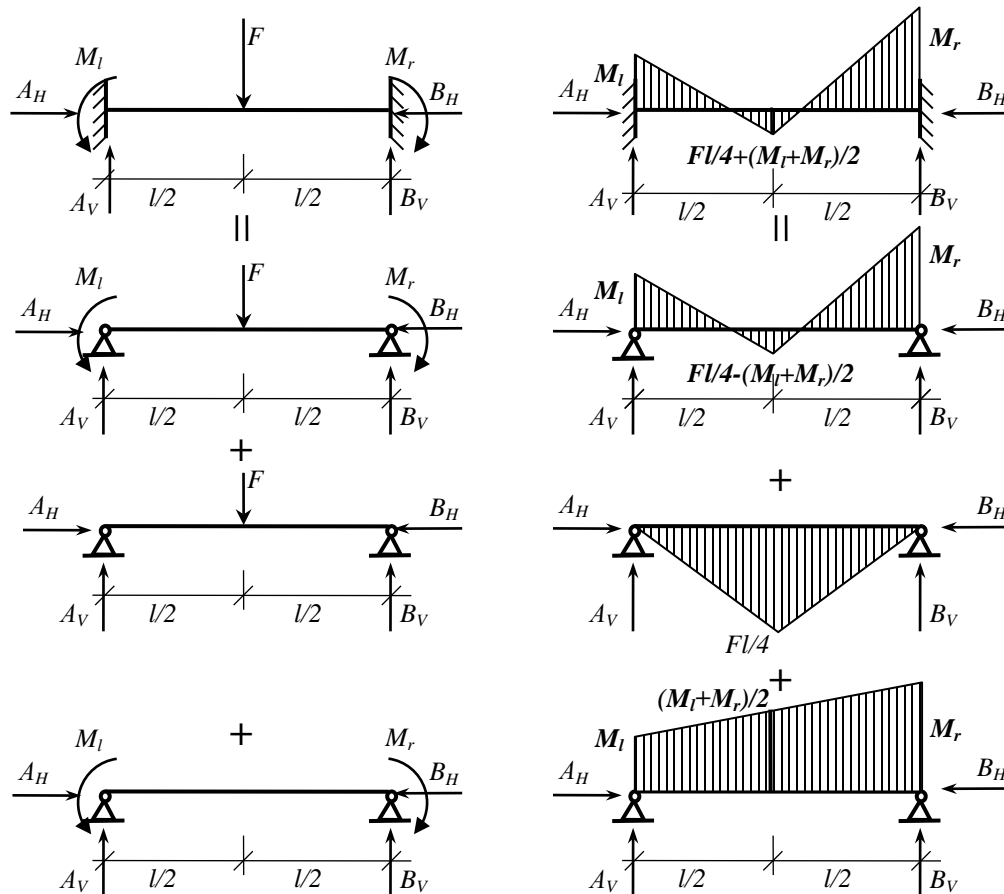 F
M_l M_r M_l M_r
A_H B_H A_H B_H
Fl/4+(M_l+M_r)/2
A_V l/2 l/2 B_V A_V l/2 l/2 B_V
= =
F
M_l M_r M_l M_r
A_H B_H A_H B_H
Fl/4-(M_l+M_r)/2
A_V l/2 l/2 B_V A_V l/2 l/2 B_V
+
F +
A_H B_H A_H B_H
A_V l/2 l/2 B_V A_V B_V
Fl/4
+
(M_l+M_r)/2
M_l + M_r M_l M_r
A_H B_H A_H B_H
A_V l/2 l/2 B_V A_V l/2 l/2 B_V